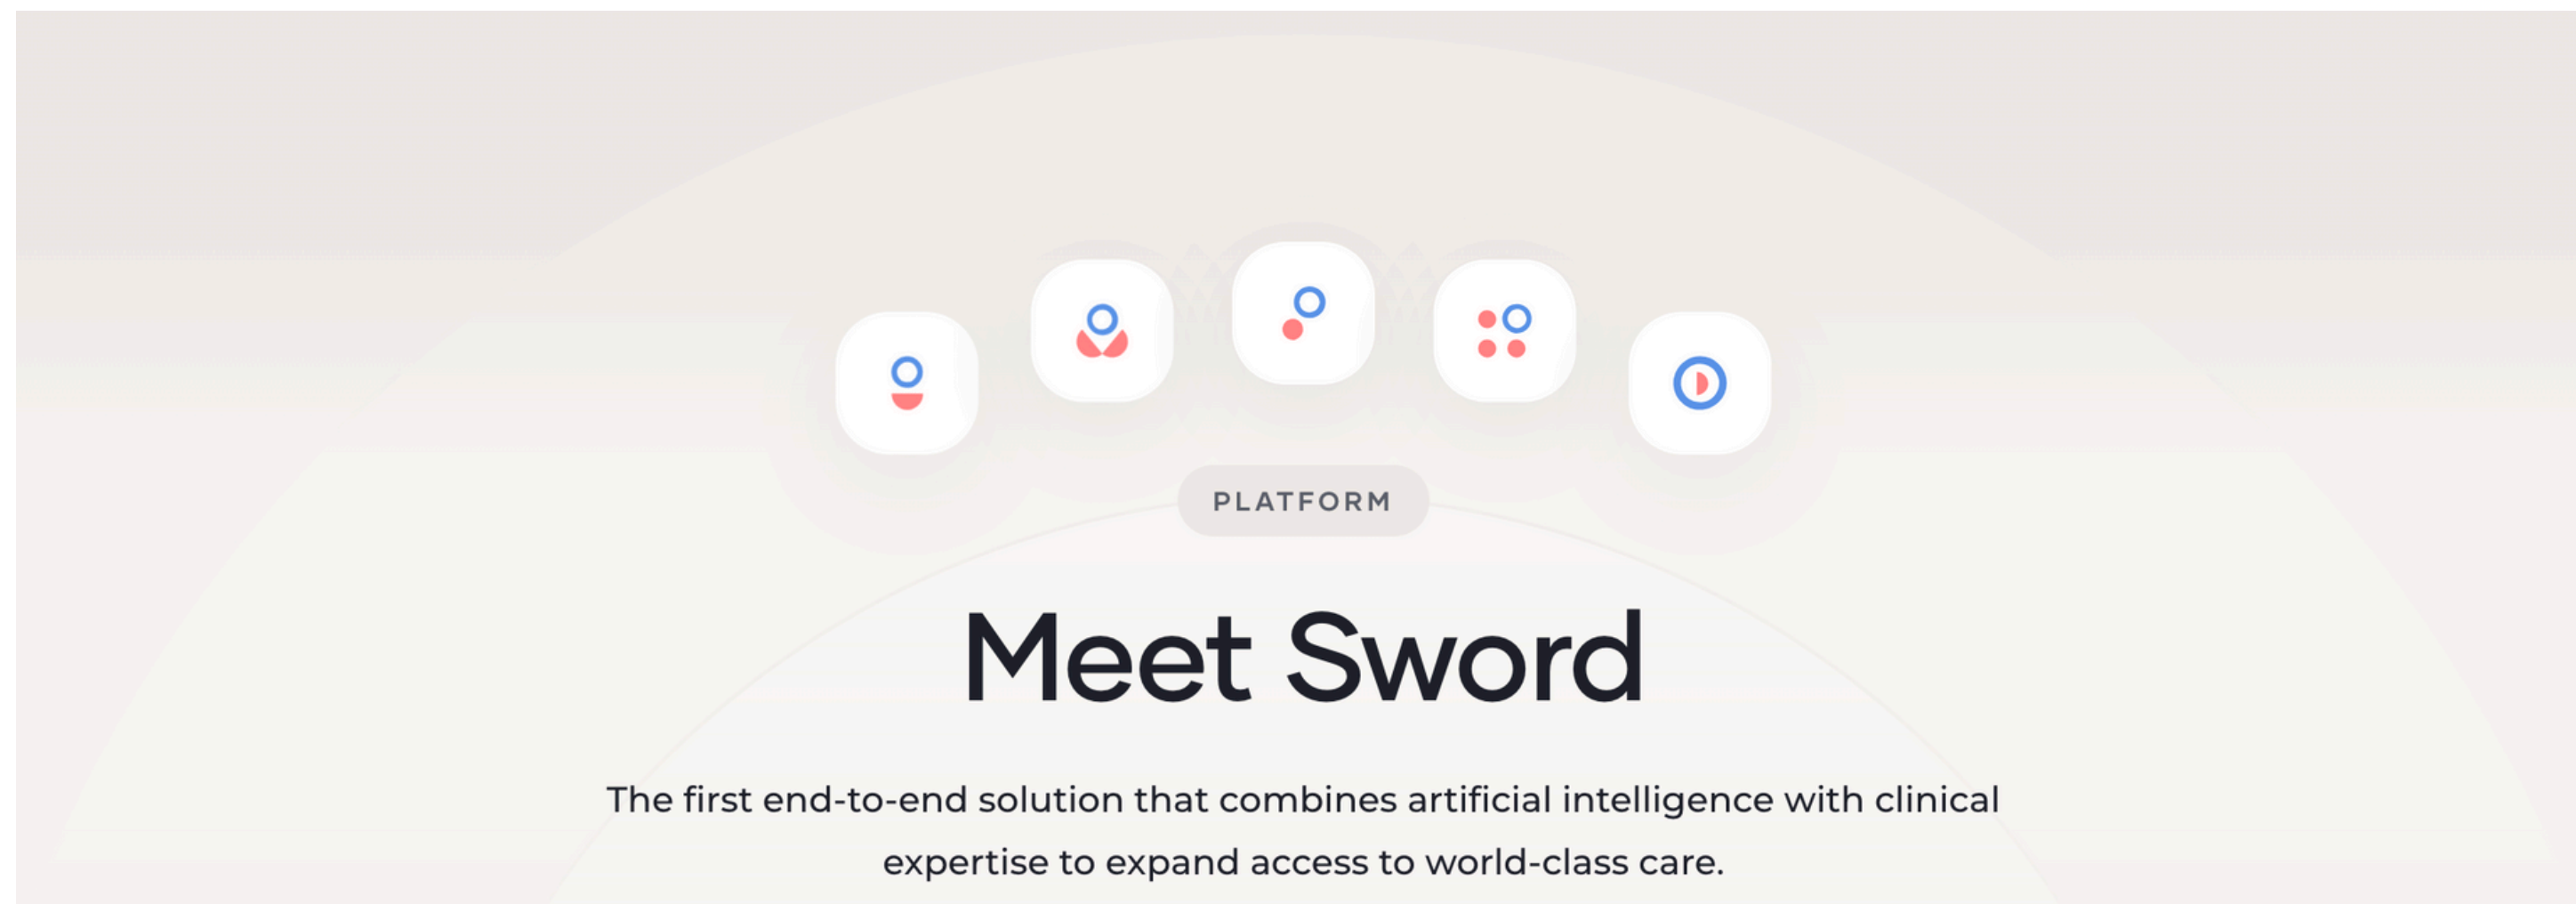 PLATFORM
Meet Sword
The first end-to-end solution that combines artificial intelligence with clinical
expertise to expand access to world-class care.